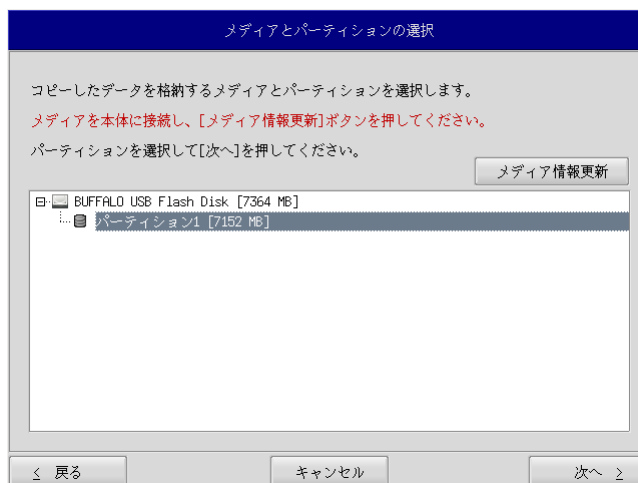 メディアとパーティションの選択
コピーしたデータを格納するメディアとパーティションを選択します。
メディアを本体に接続し、[メディア情報更新]ボタンを押してください。
パーティションを選択して[次へ]を押してください。
メディア情報更新
BUFFALO USB Flash Disk [7364 MB]
パーティション1 [7152 MB]
< 戻る
キャンセル
次へ >